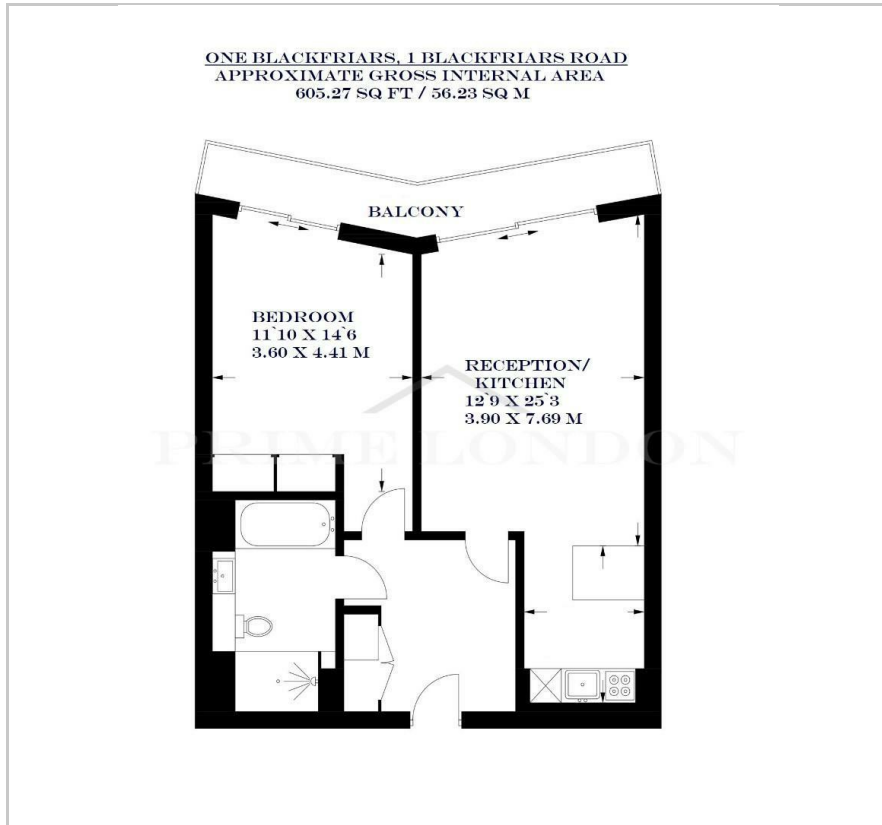 ONE BLACKFRIARS, 1 BLACKFRIARS ROAD
APPROXIMATE GROSS INTERNAL AREA
605.27 SQ FT / 56.23 SQ M
BALCONY
BEDROOM
11`10 X 14`6
3.60 X 4.41 M
RECEPTION/
KITCHEN
12`9 X 25`3
3.90 X 7.69 M
PRIME LONDON